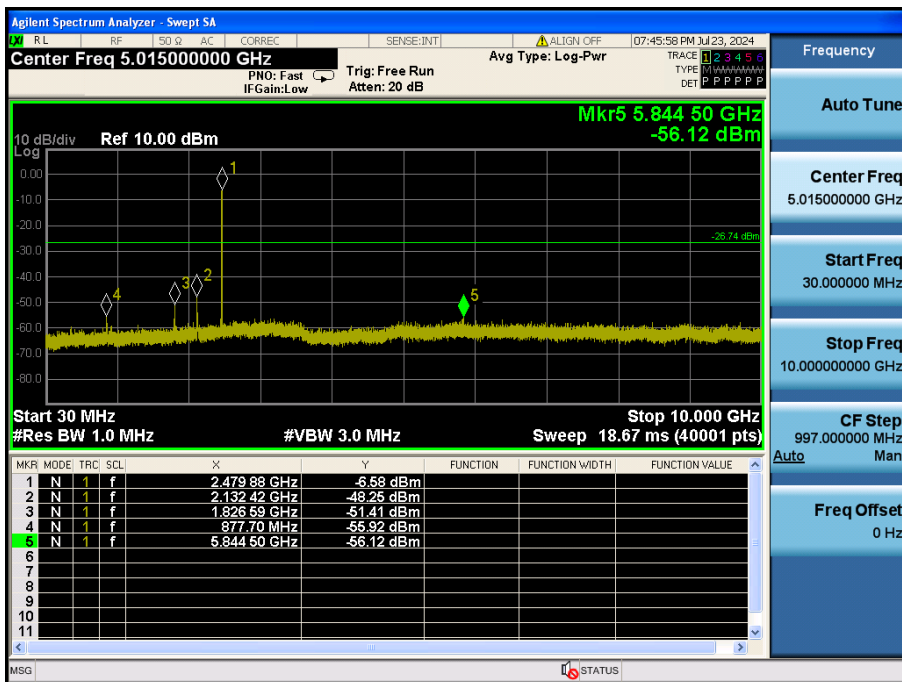 Agilent Spectrum Analyzer - Swept SA
LXI RL RF 50 Ω AC CORREC SENSE:INT ALIGN OFF 07:45:58 PM Jul 23, 2024
Center Freq 5.015000000 GHz
PNO: Fast
IFGain:Low
Trig: Free Run
Atten: 20 dB
Avg Type: Log-Pwr
TRACE 1 2 3 4 5 6
TYPE M WWWWW
DET P P P P P P
Mkr5 5.844 50 GHz
-56.12 dBm
10 dB/div Ref 10.00 dBm
Log
0.00
-10.0
-20.0
-30.0
-40.0
-50.0
-60.0
-70.0
-80.0
1
-26.74 dBm
2
3
4
5
Start 30 MHz Stop 10.000 GHz
#Res BW 1.0 MHz #VBW 3.0 MHz Sweep 18.67 ms (40001 pts)
MKR MODE TRC SCL X Y FUNCTION FUNCTION WIDTH FUNCTION VALUE
1 N 1 f 2.479 88 GHz -6.58 dBm
2 N 1 f 2.132 42 GHz -48.25 dBm
3 N 1 f 1.826 59 GHz -51.41 dBm
4 N 1 f 877.70 MHz -55.92 dBm
5 N 1 f 5.844 50 GHz -56.12 dBm
6
7
8
9
10
11
MSG STATUS
Frequency
Auto Tune
Center Freq
5.015000000 GHz
Start Freq
30.000000 MHz
Stop Freq
10.000000000 GHz
CF Step
997.000000 MHz
Auto Man
Freq Offset
0 Hz